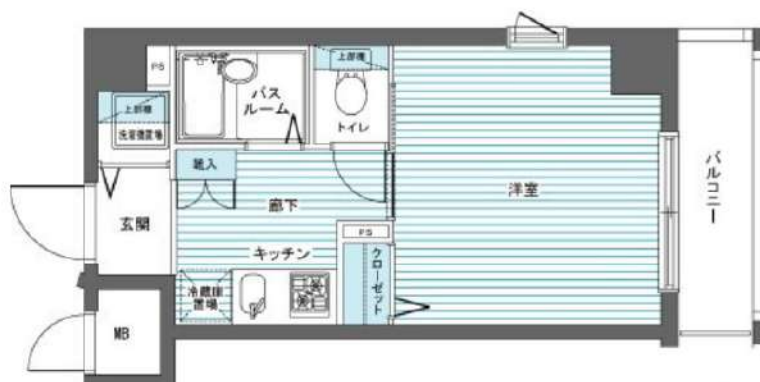 PS
上部棚
洗濯機置場
バス
ルーム
上部棚
トイレ
靴入
廊下
洋室
バルコニー
玄関
PS
キッチン
クローゼット
冷蔵庫
置場
MB